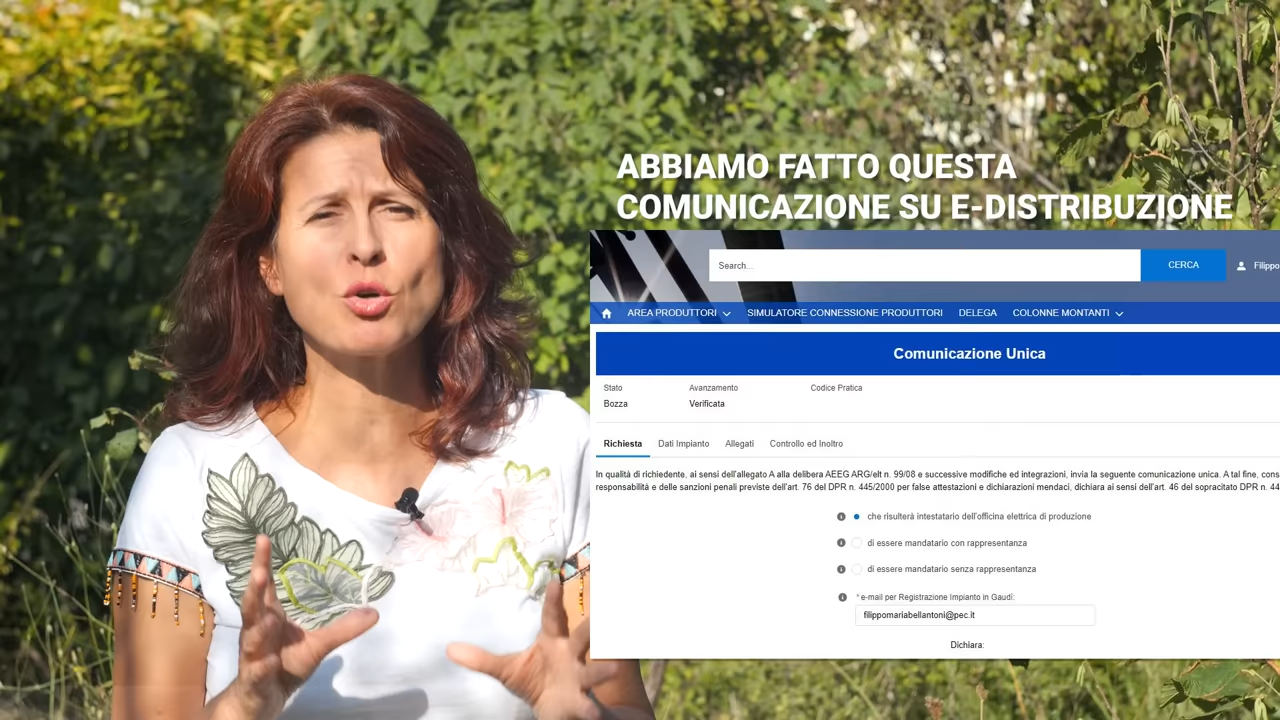 ABBIAMO FATTO QUESTA
COMUNICAZIONE SU E-DISTRIBUZIONE
Search...
CERCA
Filippo
AREA PRODUTTORI
SIMULATORE CONNESSIONE PRODUTTORI
DELEGA
COLONNE MONTANTI
Comunicazione Unica
Stato
Avanzamento
Codice Pratica
Bozza
Verificata
Richiesta
Dati Impianto
Allegati
Controllo ed Inoltro
In qualità di richiedente, ai sensi dell'allegato A alla delibera AEEG ARG/elt n. 99/08 e successive modifiche ed integrazioni, invia la seguente comunicazione unica. A tal fine, cons
responsabilità e delle sanzioni penali previste dell'art. 76 del DPR n. 445/2000 per false attestazioni e dichiarazioni mendaci, dichiara ai sensi dell'art. 46 del sopracitato DPR n. 44
che risulterà intestatario dell'officina elettrica di produzione
di essere mandatario con rappresentanza
di essere mandatario senza rappresentanza
* e-mail per Registrazione Impianto in Gaudì:
filippomariabellantoni@pec.it
Dichiara: